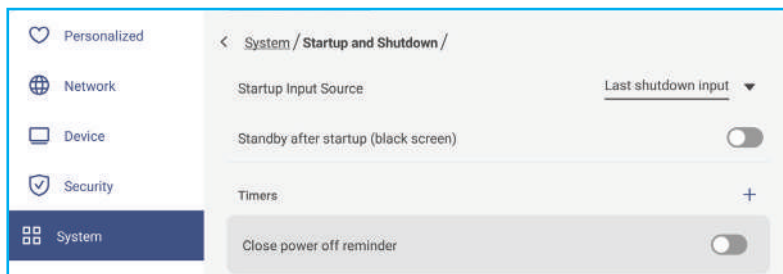 Personalized
Network
Device
Security
System
System / Startup and Shutdown /
Startup Input Source
Last shutdown input
Standby after startup (black screen)
Timers
+
Close power off reminder